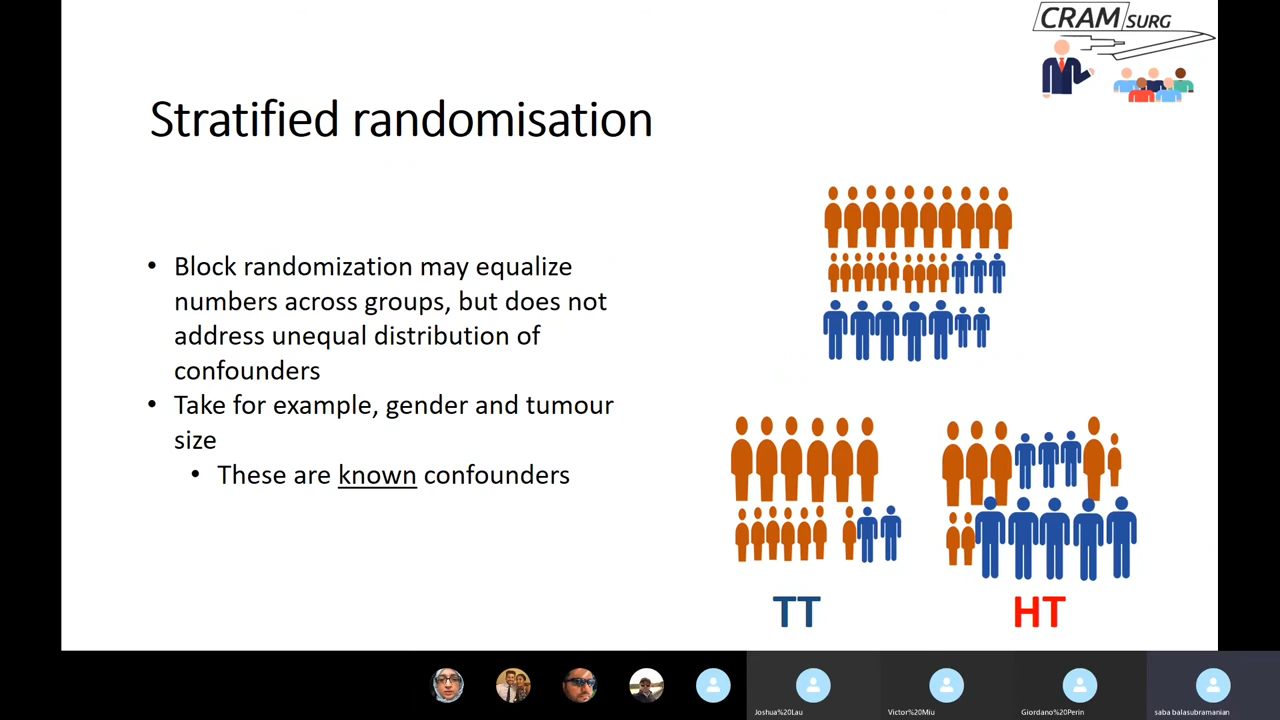 CRAM SURG
Stratified randomisation
• Block randomization may equalize
numbers across groups, but does not
address unequal distribution of
confounders
• Take for example, gender and tumour
size
• These are known confounders
TT
HT
Joshua%20Lau
Victor%20Miu
Giordano%20Perin
saba balasubramanian